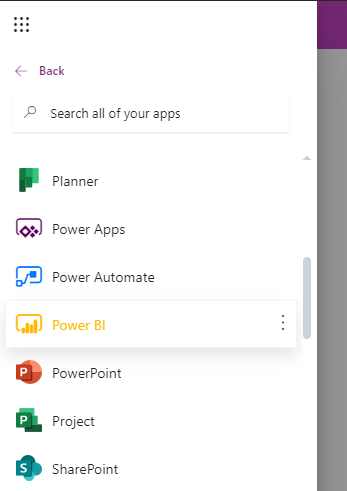 Back
Search all of your apps
Planner
Power Apps
Power Automate
Power BI
PowerPoint
Project
SharePoint